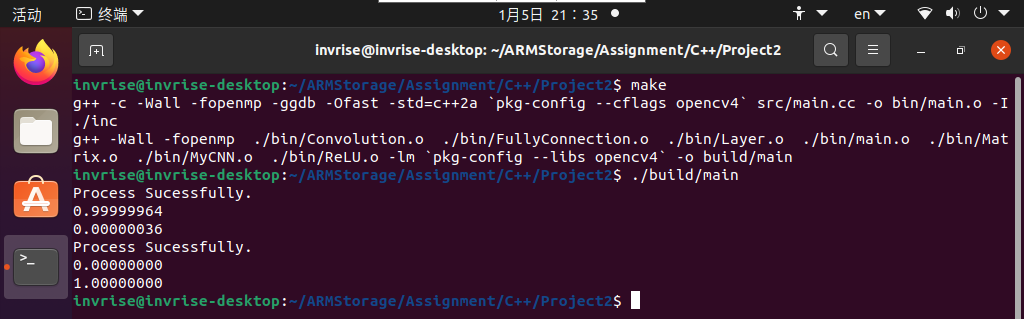 活动 终端 1月5日 21：35 en
invrise@invrise-desktop: ~/ARMStorage/Assignment/C++/Project2
invrise@invrise-desktop:~/ARMStorage/Assignment/C++/Project2$ make
g++ -c -Wall -fopenmp -ggdb -Ofast -std=c++2a `pkg-config --cflags opencv4` src/main.cc -o bin/main.o -I
./inc
g++ -Wall -fopenmp  ./bin/Convolution.o  ./bin/FullyConnection.o  ./bin/Layer.o  ./bin/main.o  ./bin/Mat
rix.o  ./bin/MyCNN.o  ./bin/ReLU.o -lm `pkg-config --libs opencv4` -o build/main
invrise@invrise-desktop:~/ARMStorage/Assignment/C++/Project2$ ./build/main
Process Sucessfully.
0.99999964
0.00000036
Process Sucessfully.
0.00000000
1.00000000
invrise@invrise-desktop:~/ARMStorage/Assignment/C++/Project2$